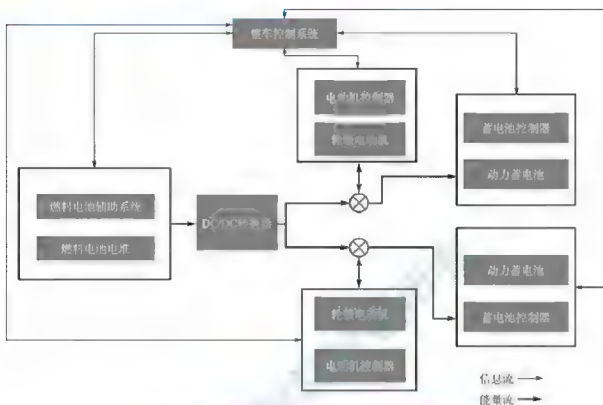 整车控制系统
电动机控制器
轮毂电动机
蓄电池控制器
动力蓄电池
燃料电池辅助系统
燃料电池电堆
DC/DC转换器
动力蓄电池
蓄电池控制器
轮毂电动机
电动机控制器
信息流
能量流